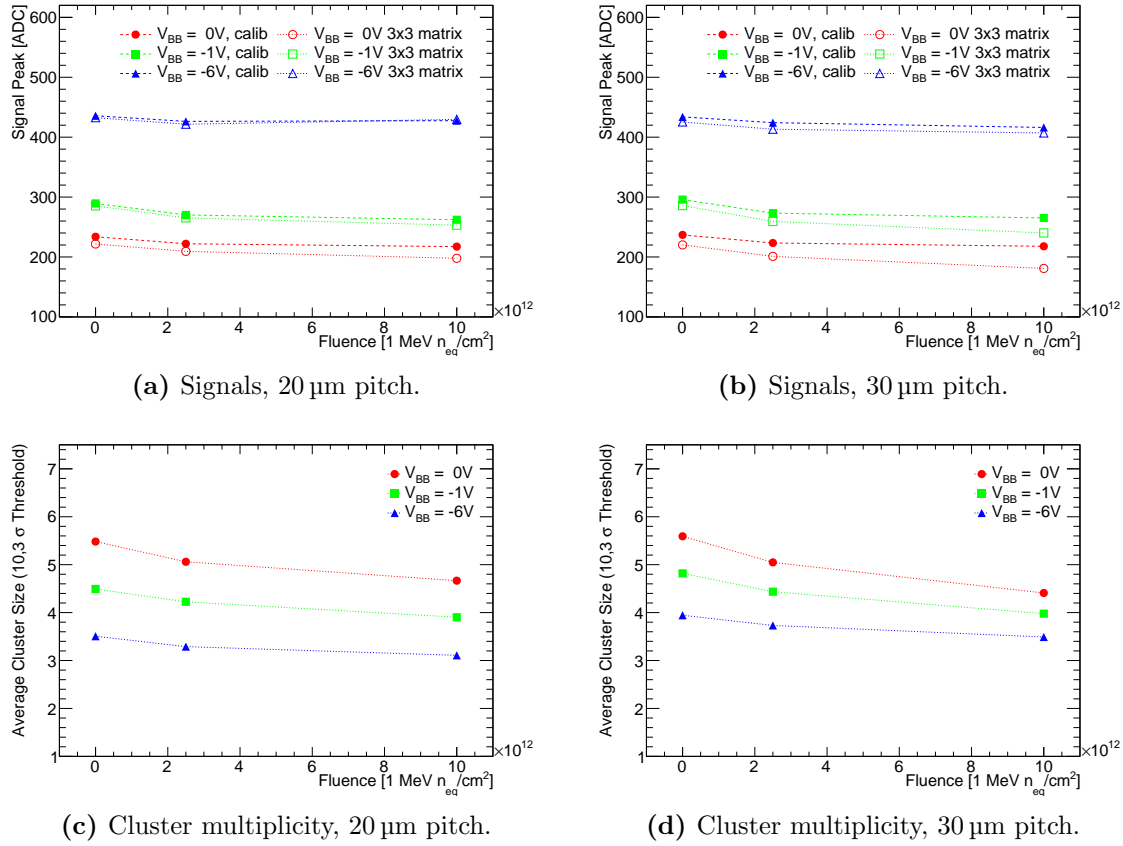 Signal Peak [ADC]
600
500
400
300
200
100
V_BB = 0V, calib
V_BB = -1V, calib
V_BB = -6V, calib
V_BB = 0V 3x3 matrix
V_BB = -1V 3x3 matrix
V_BB = -6V 3x3 matrix
0 2 4 6 8 10
×10^12
Fluence [1 MeV n_eq/cm²]
(a) Signals, 20 µm pitch.
Signal Peak [ADC]
600
500
400
300
200
100
V_BB = 0V, calib
V_BB = -1V, calib
V_BB = -6V, calib
V_BB = 0V 3x3 matrix
V_BB = -1V 3x3 matrix
V_BB = -6V 3x3 matrix
0 2 4 6 8 10
×10^12
Fluence [1 MeV n_eq/cm²]
(b) Signals, 30 µm pitch.
Average Cluster Size (10,3 σ Threshold)
7
6
5
4
3
2
1
V_BB = 0V
V_BB = -1V
V_BB = -6V
0 2 4 6 8 10
×10^12
Fluence [1 MeV n_eq/cm²]
(c) Cluster multiplicity, 20 µm pitch.
Average Cluster Size (10,3 σ Threshold)
7
6
5
4
3
2
1
V_BB = 0V
V_BB = -1V
V_BB = -6V
0 2 4 6 8 10
×10^12
Fluence [1 MeV n_eq/cm²]
(d) Cluster multiplicity, 30 µm pitch.